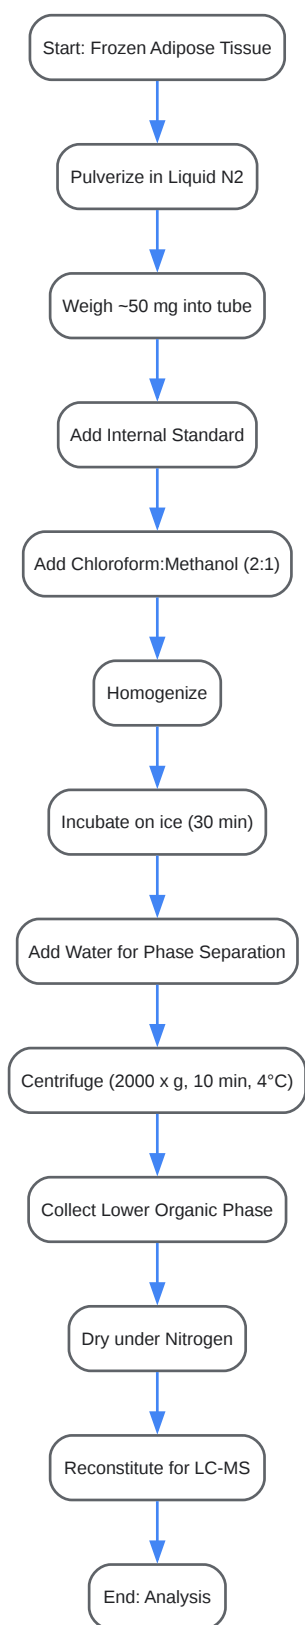 Start: Frozen Adipose Tissue
Pulverize in Liquid N2
Weigh ~50 mg into tube
Add Internal Standard
Add Chloroform:Methanol (2:1)
Homogenize
Incubate on ice (30 min)
Add Water for Phase Separation
Centrifuge (2000 x g, 10 min, 4°C)
Collect Lower Organic Phase
Dry under Nitrogen
Reconstitute for LC-MS
End: Analysis